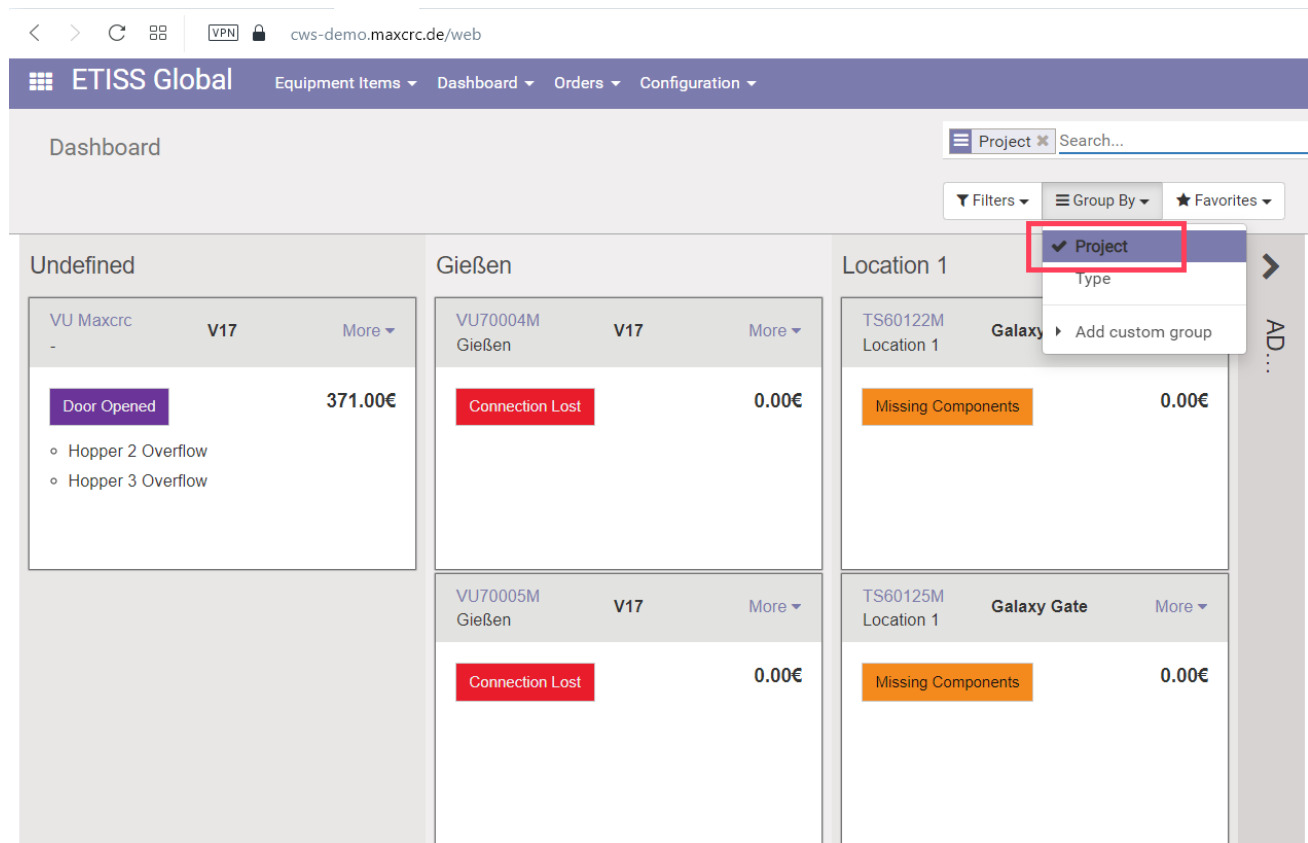 VPN cws-demo.maxcrc.de/web
ETISS Global Equipment Items Dashboard Orders Configuration
Dashboard
Project Search...
Filters Group By Favorites
Project
Type
Add custom group
Undefined
VU Maxcrc V17 More
-
Door Opened 371.00€
Hopper 2 Overflow
Hopper 3 Overflow
Gießen
VU70004M V17 More
Gießen
Connection Lost 0.00€
VU70005M V17 More
Gießen
Connection Lost 0.00€
Location 1
TS60122M Galaxy
Location 1
Missing Components 0.00€
TS60125M Galaxy Gate More
Location 1
Missing Components 0.00€
AD...